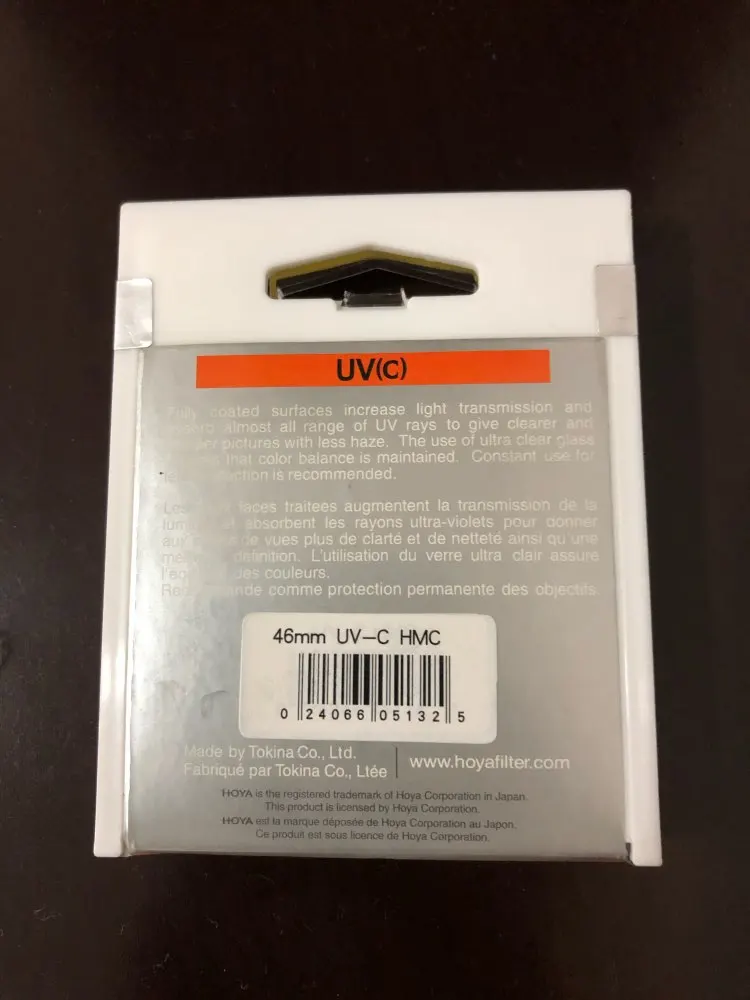 UV(C)
coated surfaces increase light transmission and
almost all range of UV rays to give clearer and
pictures with less haze. The use of ultra clear glass
that color balance is maintained. Constant use for
is recommended.
faces traitees augmentent la transmission de la
absorbent les rayons ultra-violets pour donner
de vues plus de clarté et de netteté ainsi qu'une
definition. L'utilisation du verre ultra clair assure
des couleurs.
comme protection permanente des objectifs.
46mm UV-C HMC
0 24066 05132 5
Made by Tokina Co., Ltd.
Fabriqué par Tokina Co., Ltée
www.hoyafilter.com
HOYA is the registered trademark of Hoya Corporation in Japan.
This product is licensed by Hoya Corporation.
HOYA est la marque déposée de Hoya Corporation au Japon.
Ce produit est sous licence de Hoya Corporation.